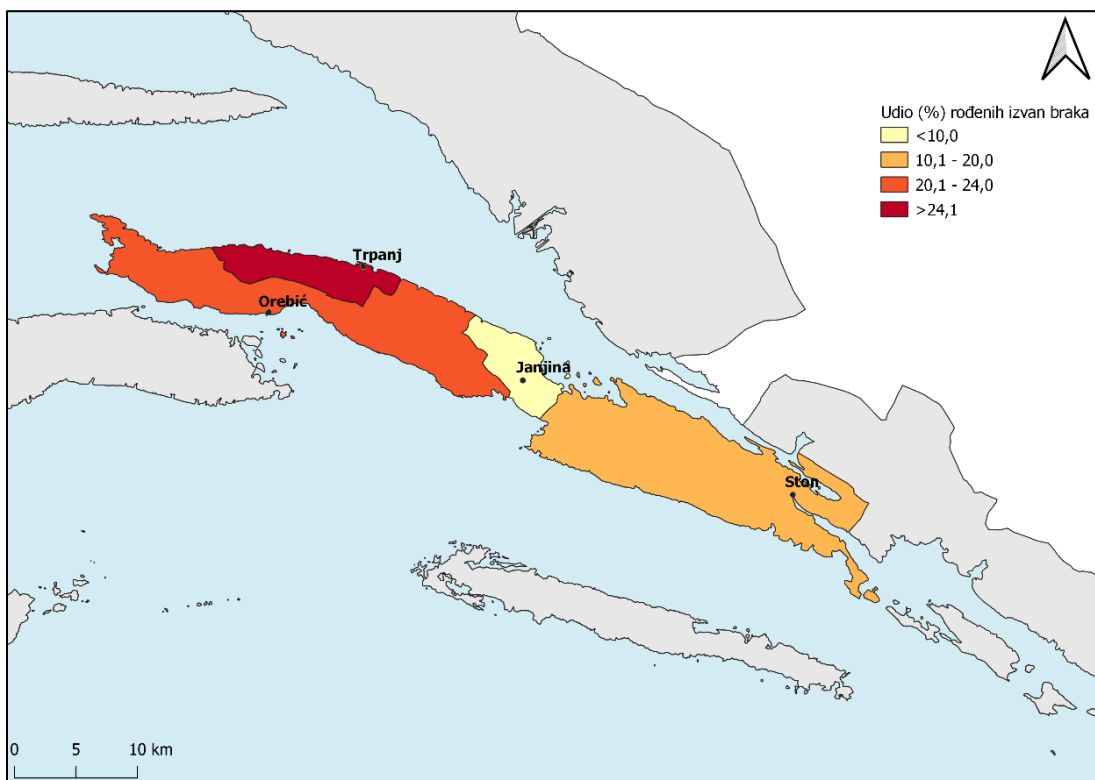 Udio (%) rođenih izvan braka
<10,0
10,1 - 20,0
20,1 - 24,0
>24,1
Trpanj
Orebić
Janjina
Ston
0 5 10 km